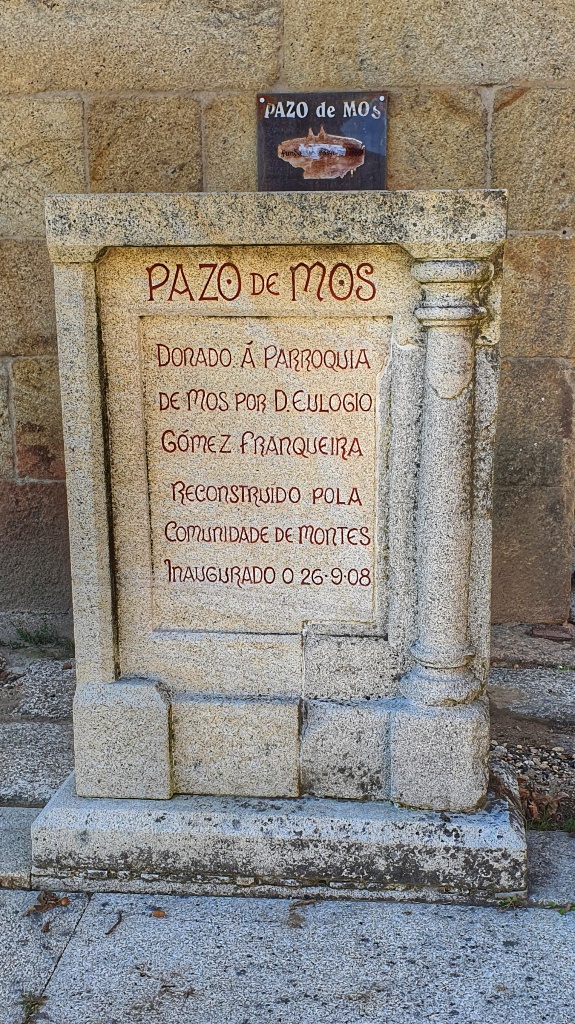 PAZO de MOS
PAZO DE MOS
DONADO Á PARROQUIA
DE MOS POR D. EULOGIO
GÓMEZ FRANQUEIRA
RECONSTRUÍDO POLA
COMUNIDADE DE MONTES
INAUGURADO O 26-9-08